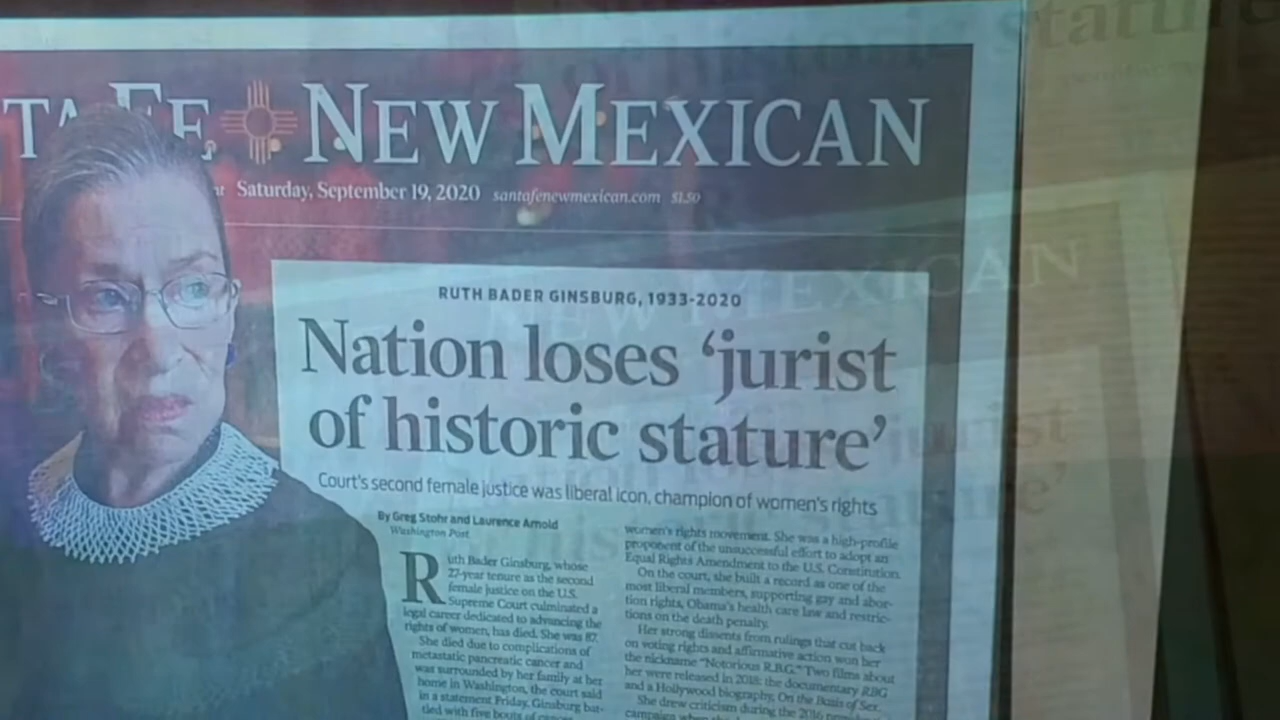 TA FE NEW MEXICAN
Saturday, September 19, 2020 santafenewmexican.com $1.50
RUTH BADER GINSBURG, 1933-2020
Nation loses ‘jurist
of historic stature’
Court's second female justice was liberal icon, champion of women's rights
By Greg Stohr and Laurence Arnold
Washington Post
Ruth Bader Ginsburg, whose
27-year tenure as the second
female justice on the U.S.
Supreme Court culminated a
legal career dedicated to advancing the
rights of women, has died. She was 87.
She died due to complications of
metastatic pancreatic cancer and
was surrounded by her family at her
home in Washington, the court said
in a statement Friday. Ginsburg bat-
tled with five bouts of cancer
women's rights movement. She was a high-profile
proponent of the unsuccessful effort to adopt an
Equal Rights Amendment to the U.S. Constitution.
On the court, she built a record as one of the
most liberal members, supporting gay and abor-
tion rights, Obama's health care law and restric-
tions on the death penalty.
Her strong dissents from rulings that cut back
on voting rights and affirmative action won her
the nickname “Notorious R.B.G.” Two films about
her were released in 2018: the documentary RBG
and a Hollywood biography, On the Basis of Sex.
She drew criticism during the 2016
campaign when